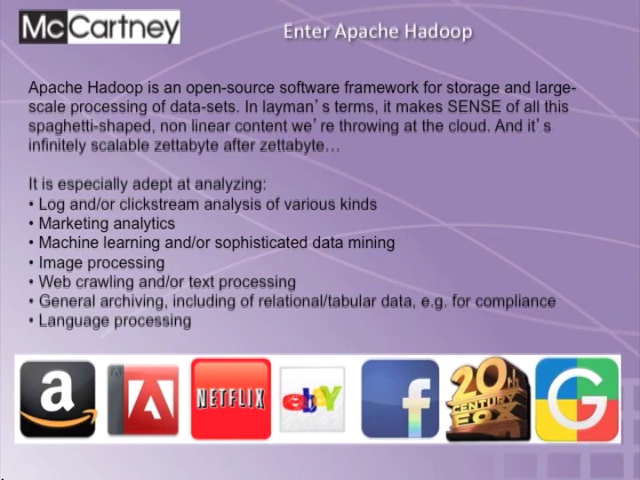 McCartney
Enter Apache Hadoop
Apache Hadoop is an open-source software framework for storage and large-
scale processing of data-sets. In layman’s terms, it makes SENSE of all this
spaghetti-shaped, non linear content we’re throwing at the cloud. And it’s
infinitely scalable zettabyte after zettabyte…
It is especially adept at analyzing:
• Log and/or clickstream analysis of various kinds
• Marketing analytics
• Machine learning and/or sophisticated data mining
• Image processing
• Web crawling and/or text processing
• General archiving, including of relational/tabular data, e.g. for compliance
• Language processing
a A NETFLIX ebY f 20th CENTURY FOX G